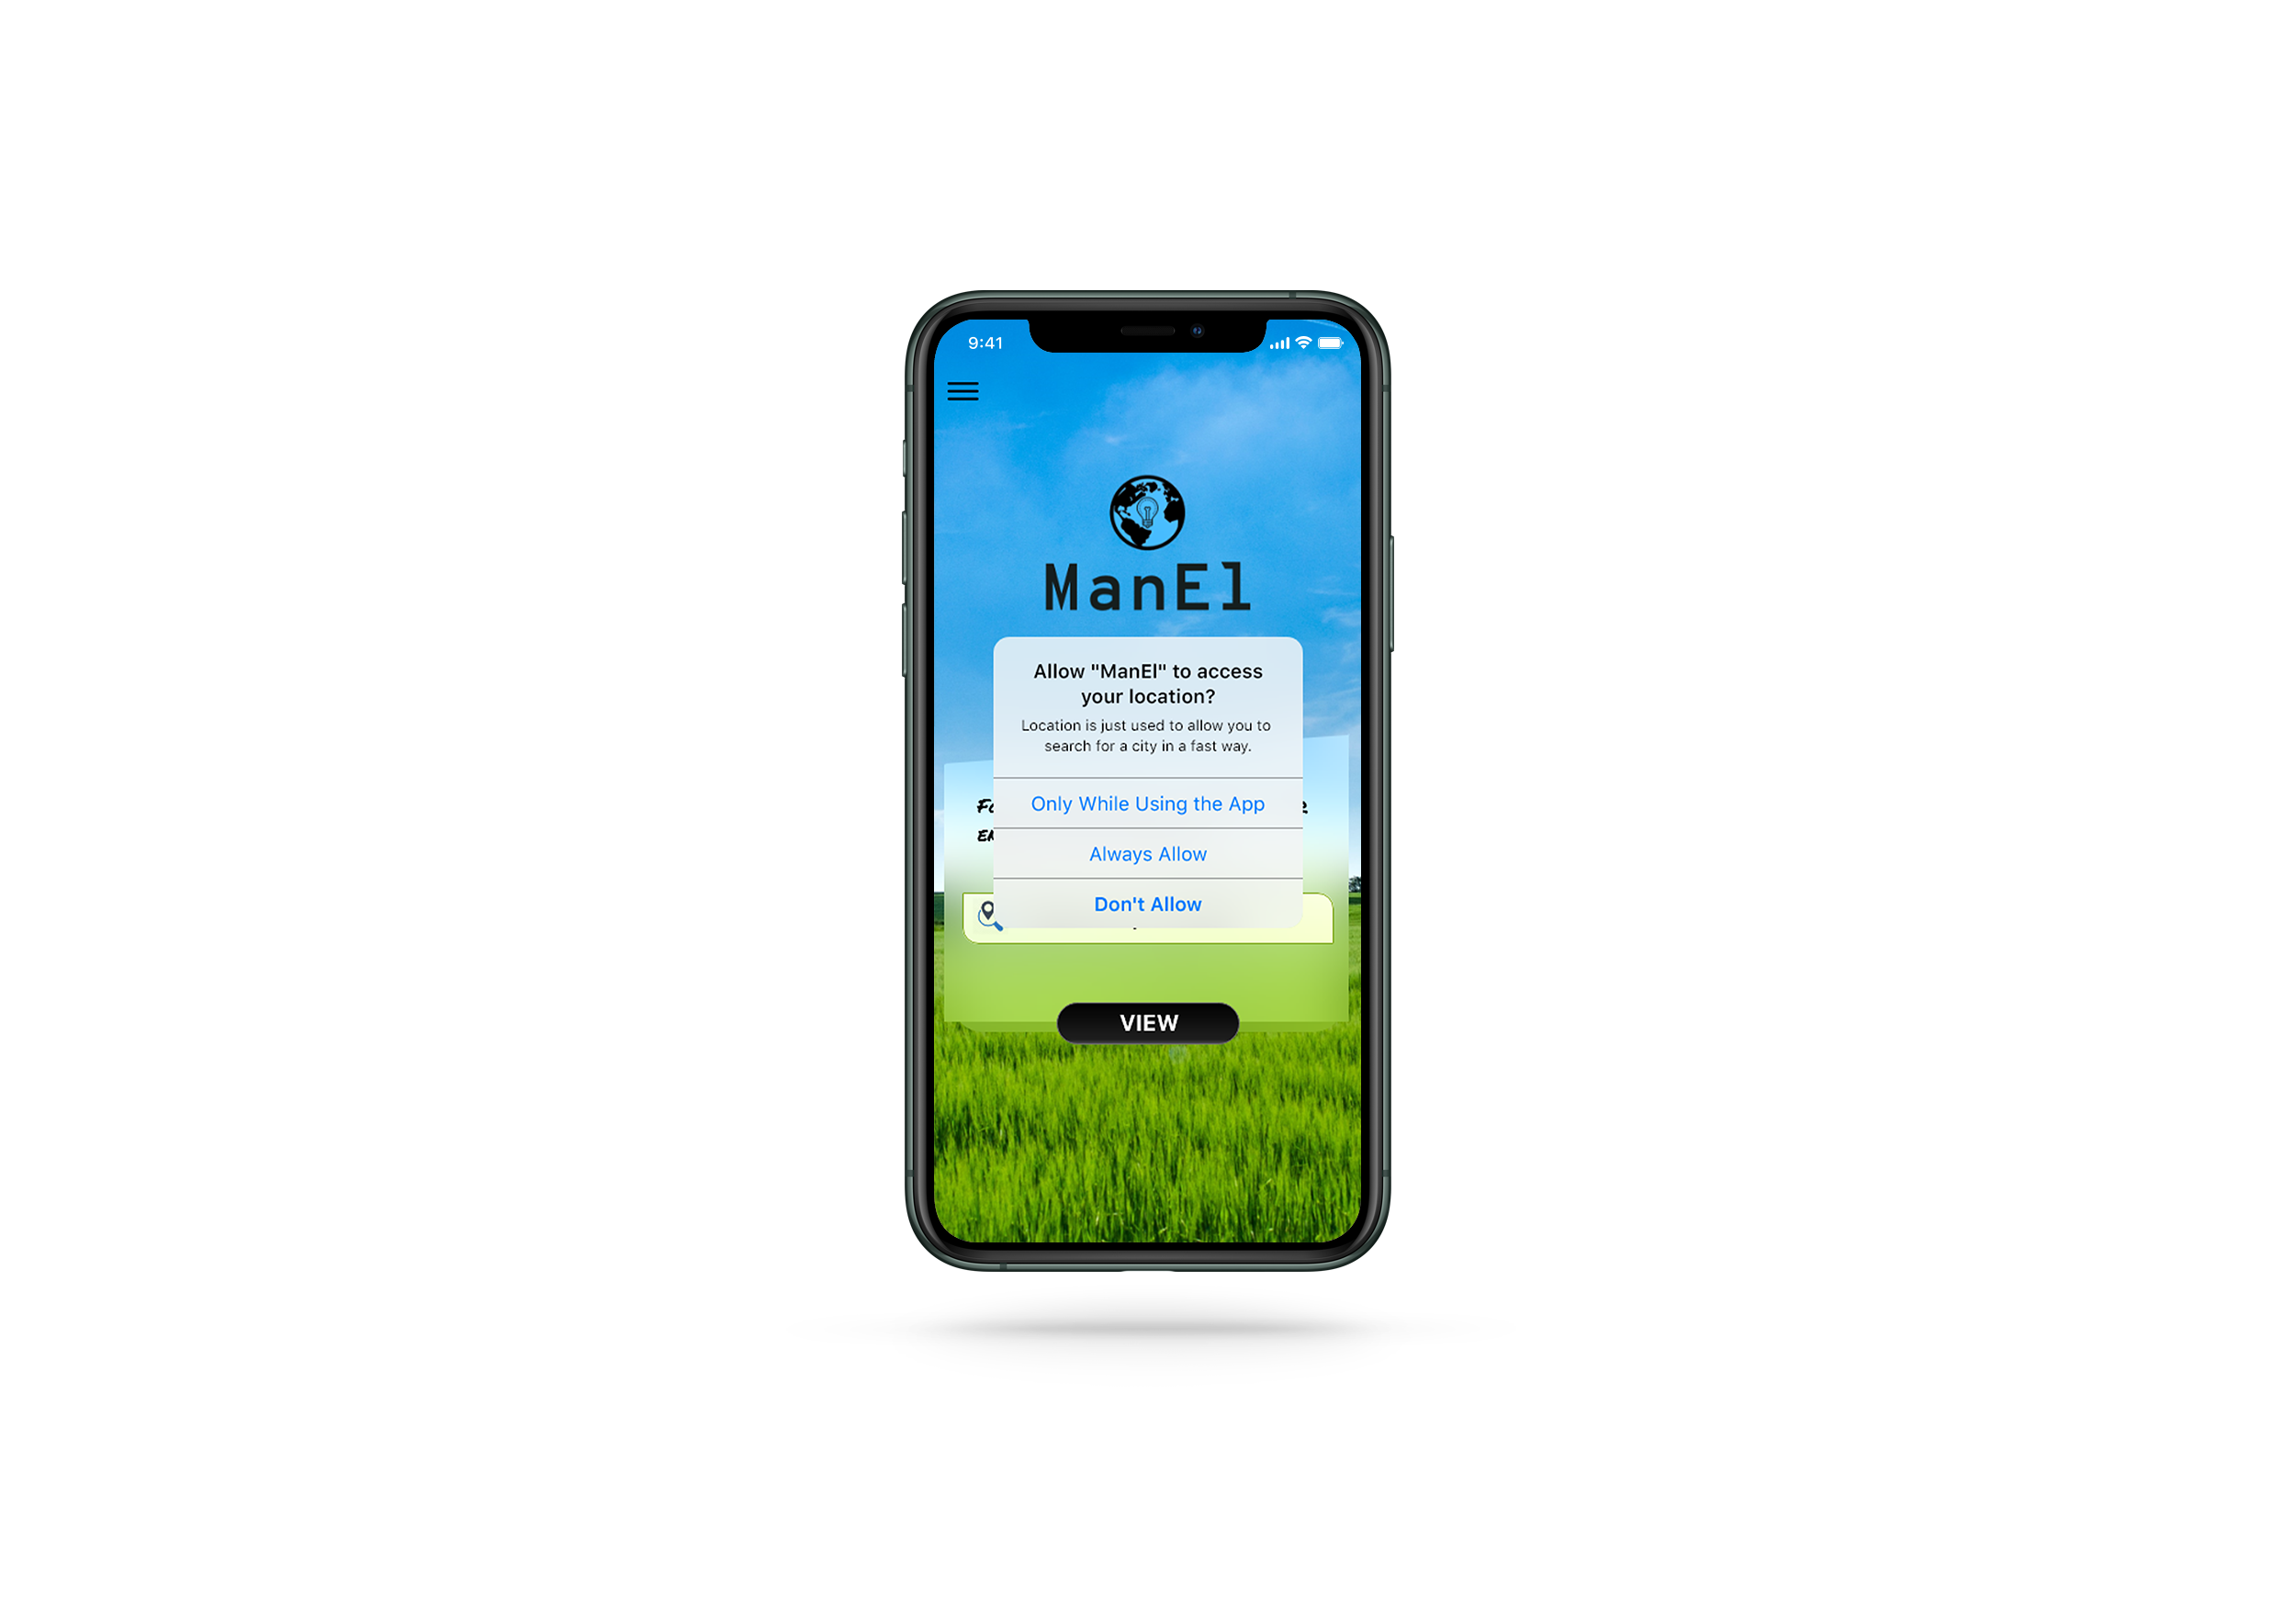 9:41
ManEl
Allow "ManEl" to access
your location?
Location is just used to allow you to
search for a city in a fast way.
Only While Using the App
Always Allow
Don't Allow
VIEW